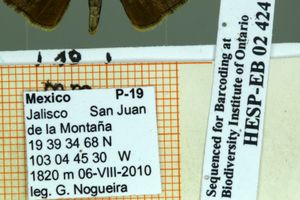 Mexico P-19
Jalisco San Juan
de la Montaña
19 39 34 68 N
103 04 45 30 W
1820 m 06-VIII-2010
leg. G. Nogueira
Sequenced for Barcoding at
Biodiversity Institute of Ontario
HESP-EB 02 424